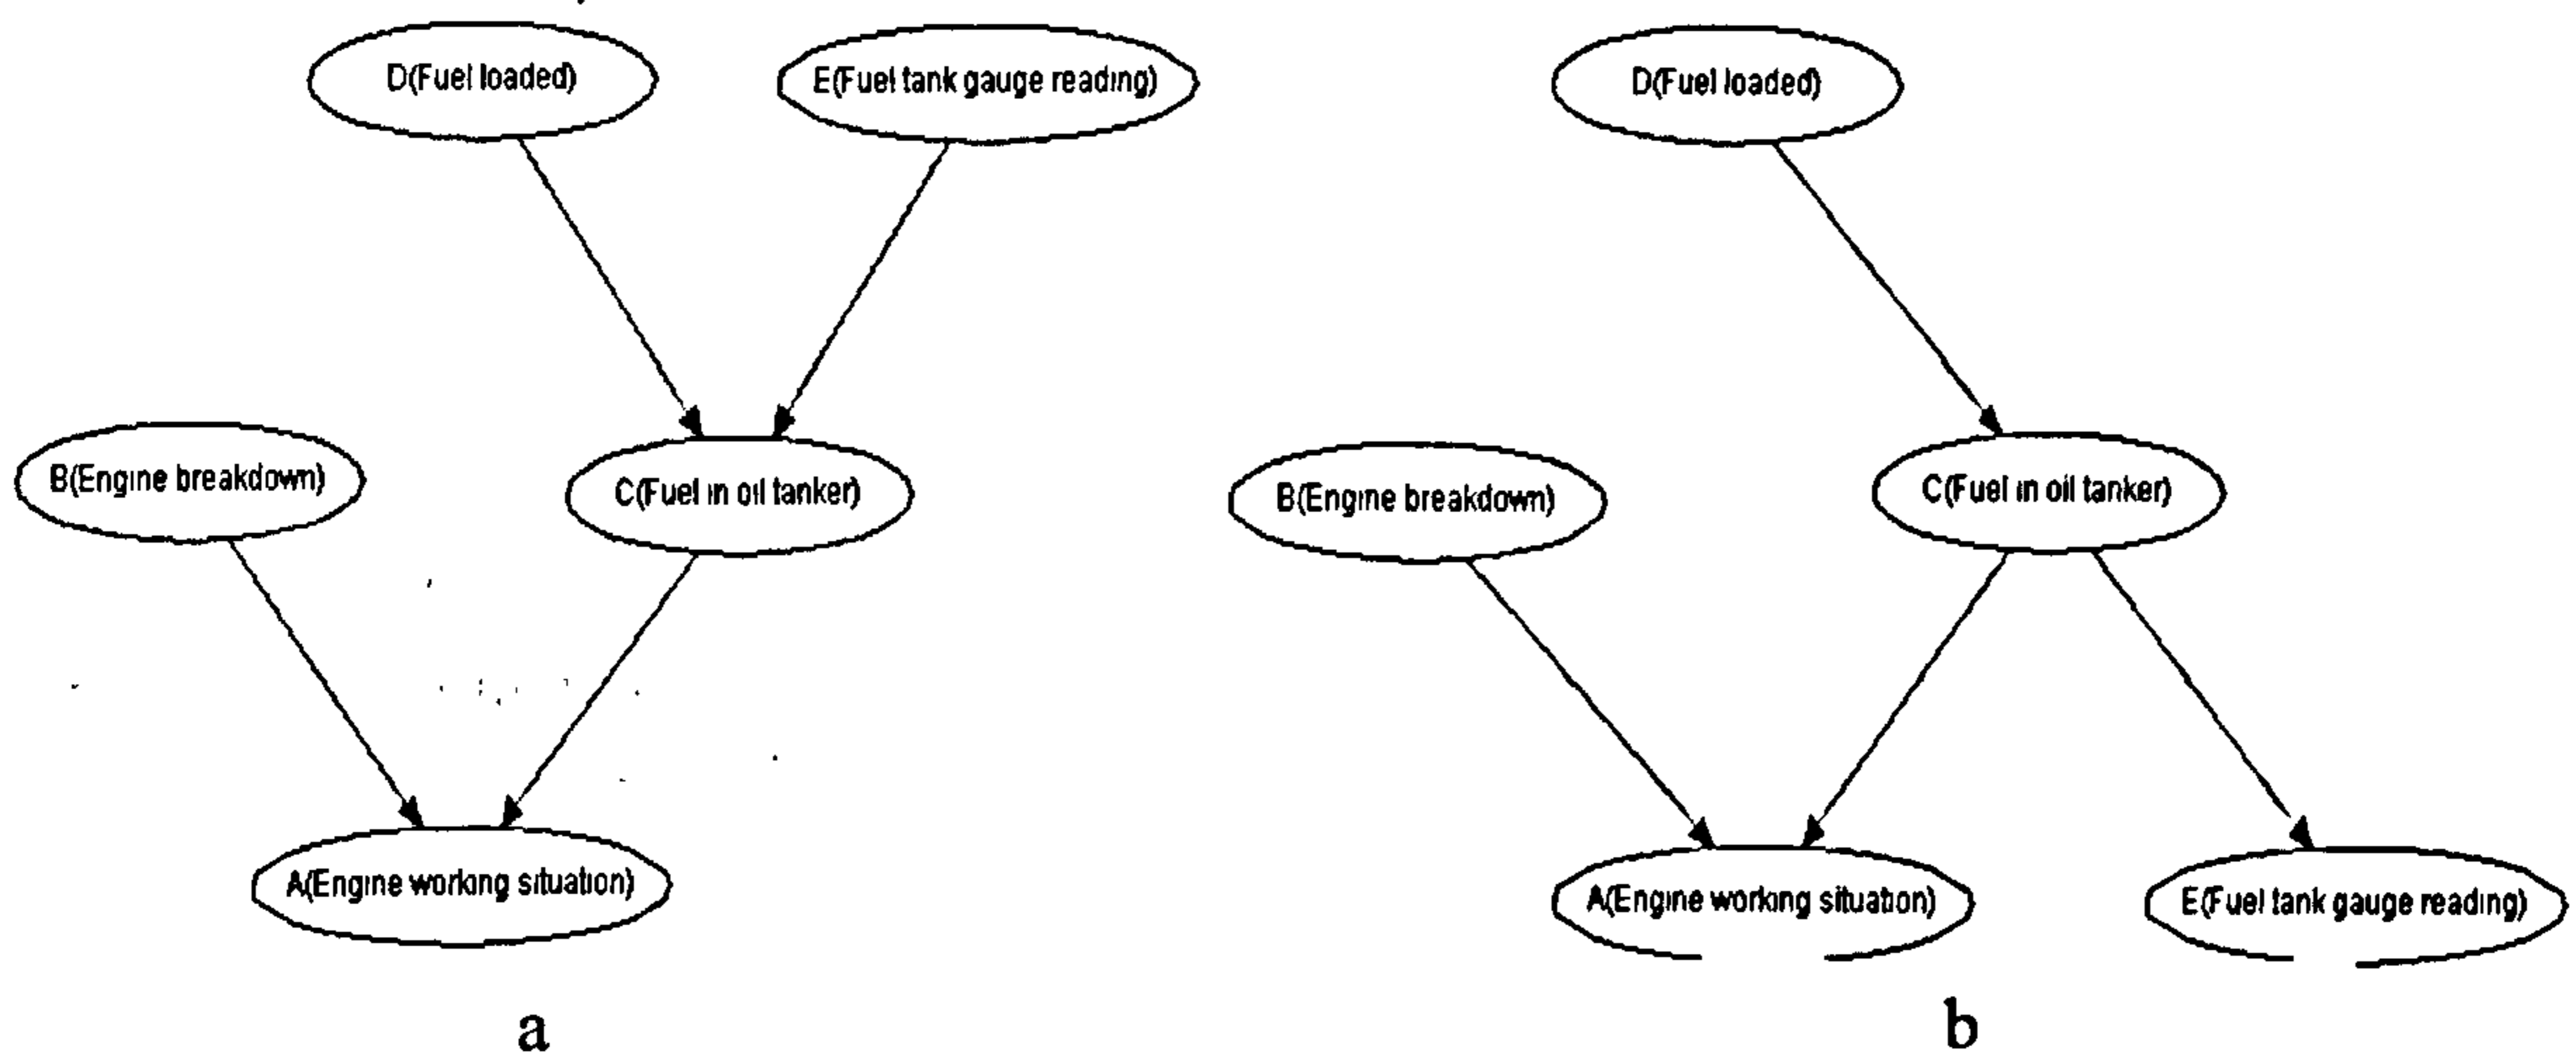 D(Fuel loaded)
E(Fuel tank gauge reading)
B(Engine breakdown)
C(Fuel in oil tanker)
A(Engine working situation)
a
D(Fuel loaded)
B(Engine breakdown)
C(Fuel in oil tanker)
A(Engine working situation)
E(Fuel tank gauge reading)
b